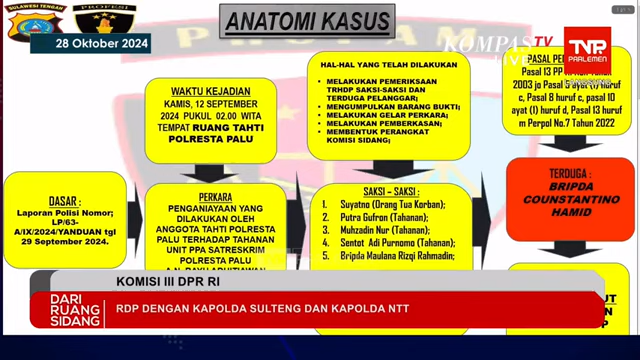 SULAWESI TENGAH
PROFESI
ANATOMI KASUS
28 Oktober 2024
KOMPAS TV
LIVE
TVP
PARLEMEN
WAKTU KEJADIAN
KAMIS, 12 SEPTEMBER
2024 PUKUL 02.00 WITA
TEMPAT RUANG TAHTI
POLRESTA PALU
HAL-HAL YANG TELAH DILAKUKAN
• MELAKUKAN PEMERIKSAAN
TRHDP SAKSI-SAKSI DAN
TERDUGA PELANGGAR;
• MENGUMPULKAN BARANG BUKTI;
• MELAKUKAN GELAR PERKARA;
• MELAKUKAN PEMBERKASAN;
• MEMBENTUK PERANGKAT
KOMISI SIDANG;
PASAL
Pasal 13 PP
2003 jo Pasal 5 ayat (1) huruf
c, Pasal 8 huruf c, pasal 10
ayat (1) huruf d, Pasal 13 huruf
m Perpol No.7 Tahun 2022
DASAR :
Laporan Polisi Nomor;
LP/63-
A/IX/2024/YANDUAN tgl
29 September 2024.
PERKARA
PENGANIAYAAN YANG
DILAKUKAN OLEH
ANGGOTA TAHTI POLRESTA
PALU TERHADAP TAHANAN
UNIT PPA SATRESKRIM
POLRESTA PALU
SAKSI – SAKSI :
1. Suyatno (Orang Tua Korban);
2. Putra Gufron (Tahanan);
3. Muhzadin Nur (Tahanan);
4. Sentot Adi Purnomo (Tahanan);
5. Bripda Maulana Rizqi Rahmadin;
TERDUGA :
BRIPDA
COUNSTANTINO
HAMID
KOMISI III DPR RI
DARI
RUANG
SIDANG
RDP DENGAN KAPOLDA SULTENG DAN KAPOLDA NTT